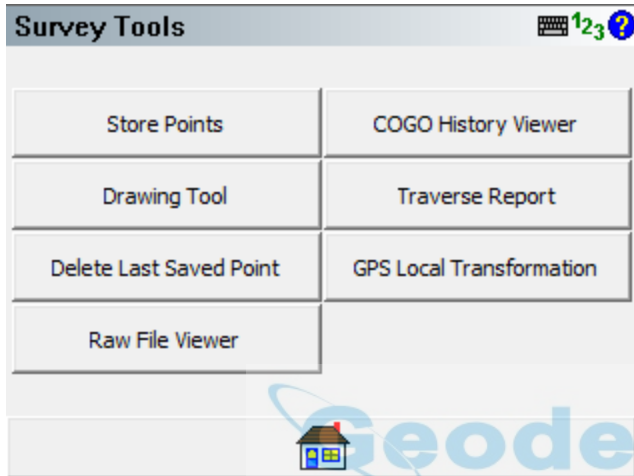 Survey Tools
123
?
Store Points
COGO History Viewer
Drawing Tool
Traverse Report
Delete Last Saved Point
GPS Local Transformation
Raw File Viewer
Geode